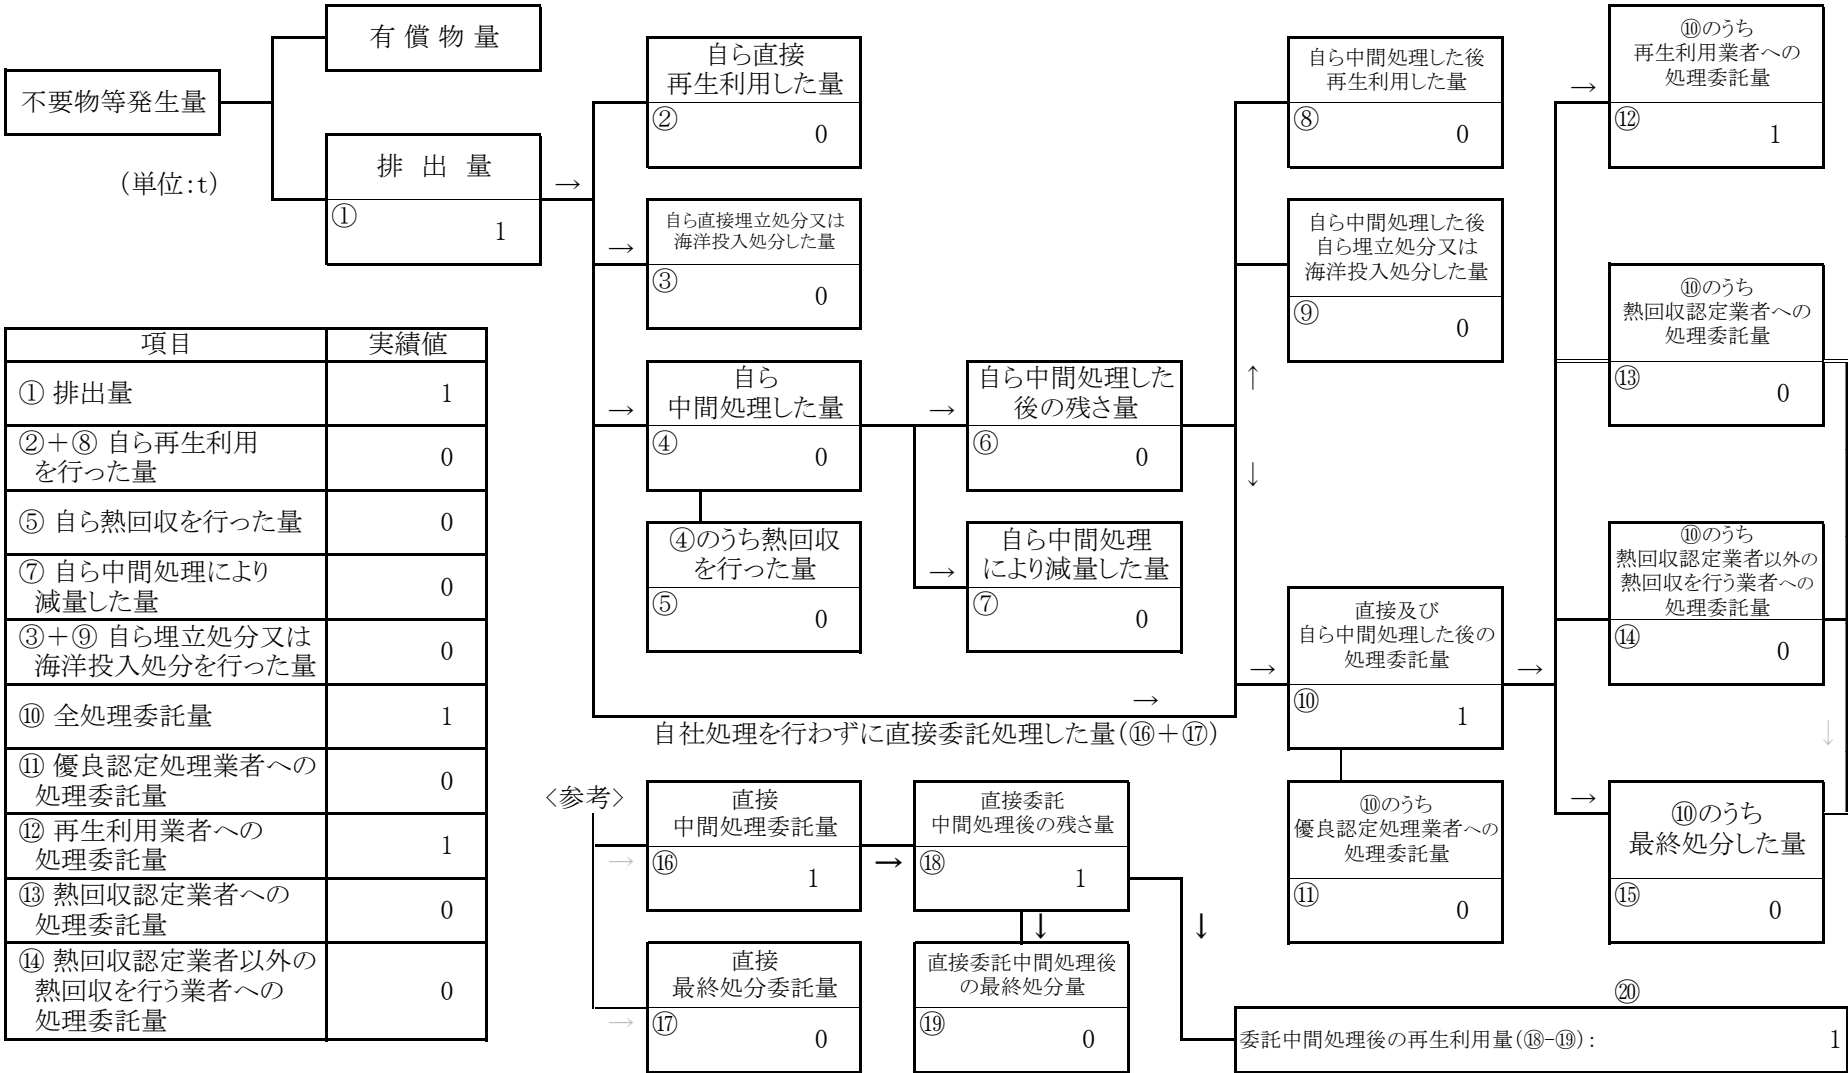 有 償 物 量
不要物等発生量
(単位:t)
排 出 量
①
1
→
自ら直接
再生利用した量
②
0
→
自ら直接埋立処分又は
海洋投入処分した量
③
0
→
自ら
中間処理した量
④
0
④のうち熱回収
を行った量
⑤
0
→
自ら中間処理した
後の残さ量
⑥
0
→
自ら中間処理
により減量した量
⑦
0
自ら中間処理した後
再生利用した量
⑧
0
自ら中間処理した後
自ら埋立処分又は
海洋投入処分した量
⑨
0
↑
↓
→
→
直接及び
自ら中間処理した後の
処理委託量
⑩
1
→
自社処理を行わずに直接委託処理した量(⑯+⑰)
⑩のうち
優良認定処理業者への
処理委託量
⑪
0
→
⑩のうち
再生利用業者への
処理委託量
⑫
1
⑩のうち
熱回収認定業者への
処理委託量
⑬
0
⑩のうち
熱回収認定業者以外の
熱回収を行う業者への
処理委託量
⑭
0
↓
→
⑩のうち
最終処分した量
⑮
0
項目 実績値
① 排出量 1
②+⑧ 自ら再生利用
を行った量 0
⑤ 自ら熱回収を行った量 0
⑦ 自ら中間処理により
減量した量 0
③+⑨ 自ら埋立処分又は
海洋投入処分を行った量 0
⑩ 全処理委託量 1
⑪ 優良認定処理業者への
処理委託量 0
⑫ 再生利用業者への
処理委託量 1
⑬ 熱回収認定業者への
処理委託量 0
⑭ 熱回収認定業者以外の
熱回収を行う業者への
処理委託量 0
〈参考〉
→
直接
中間処理委託量
⑯
1
→
直接委託
中間処理後の残さ量
⑱
1
↓
↓
→
直接
最終処分委託量
⑰
0
直接委託中間処理後
の最終処分量
⑲
0
⑳
委託中間処理後の再生利用量(⑱-⑲): 1